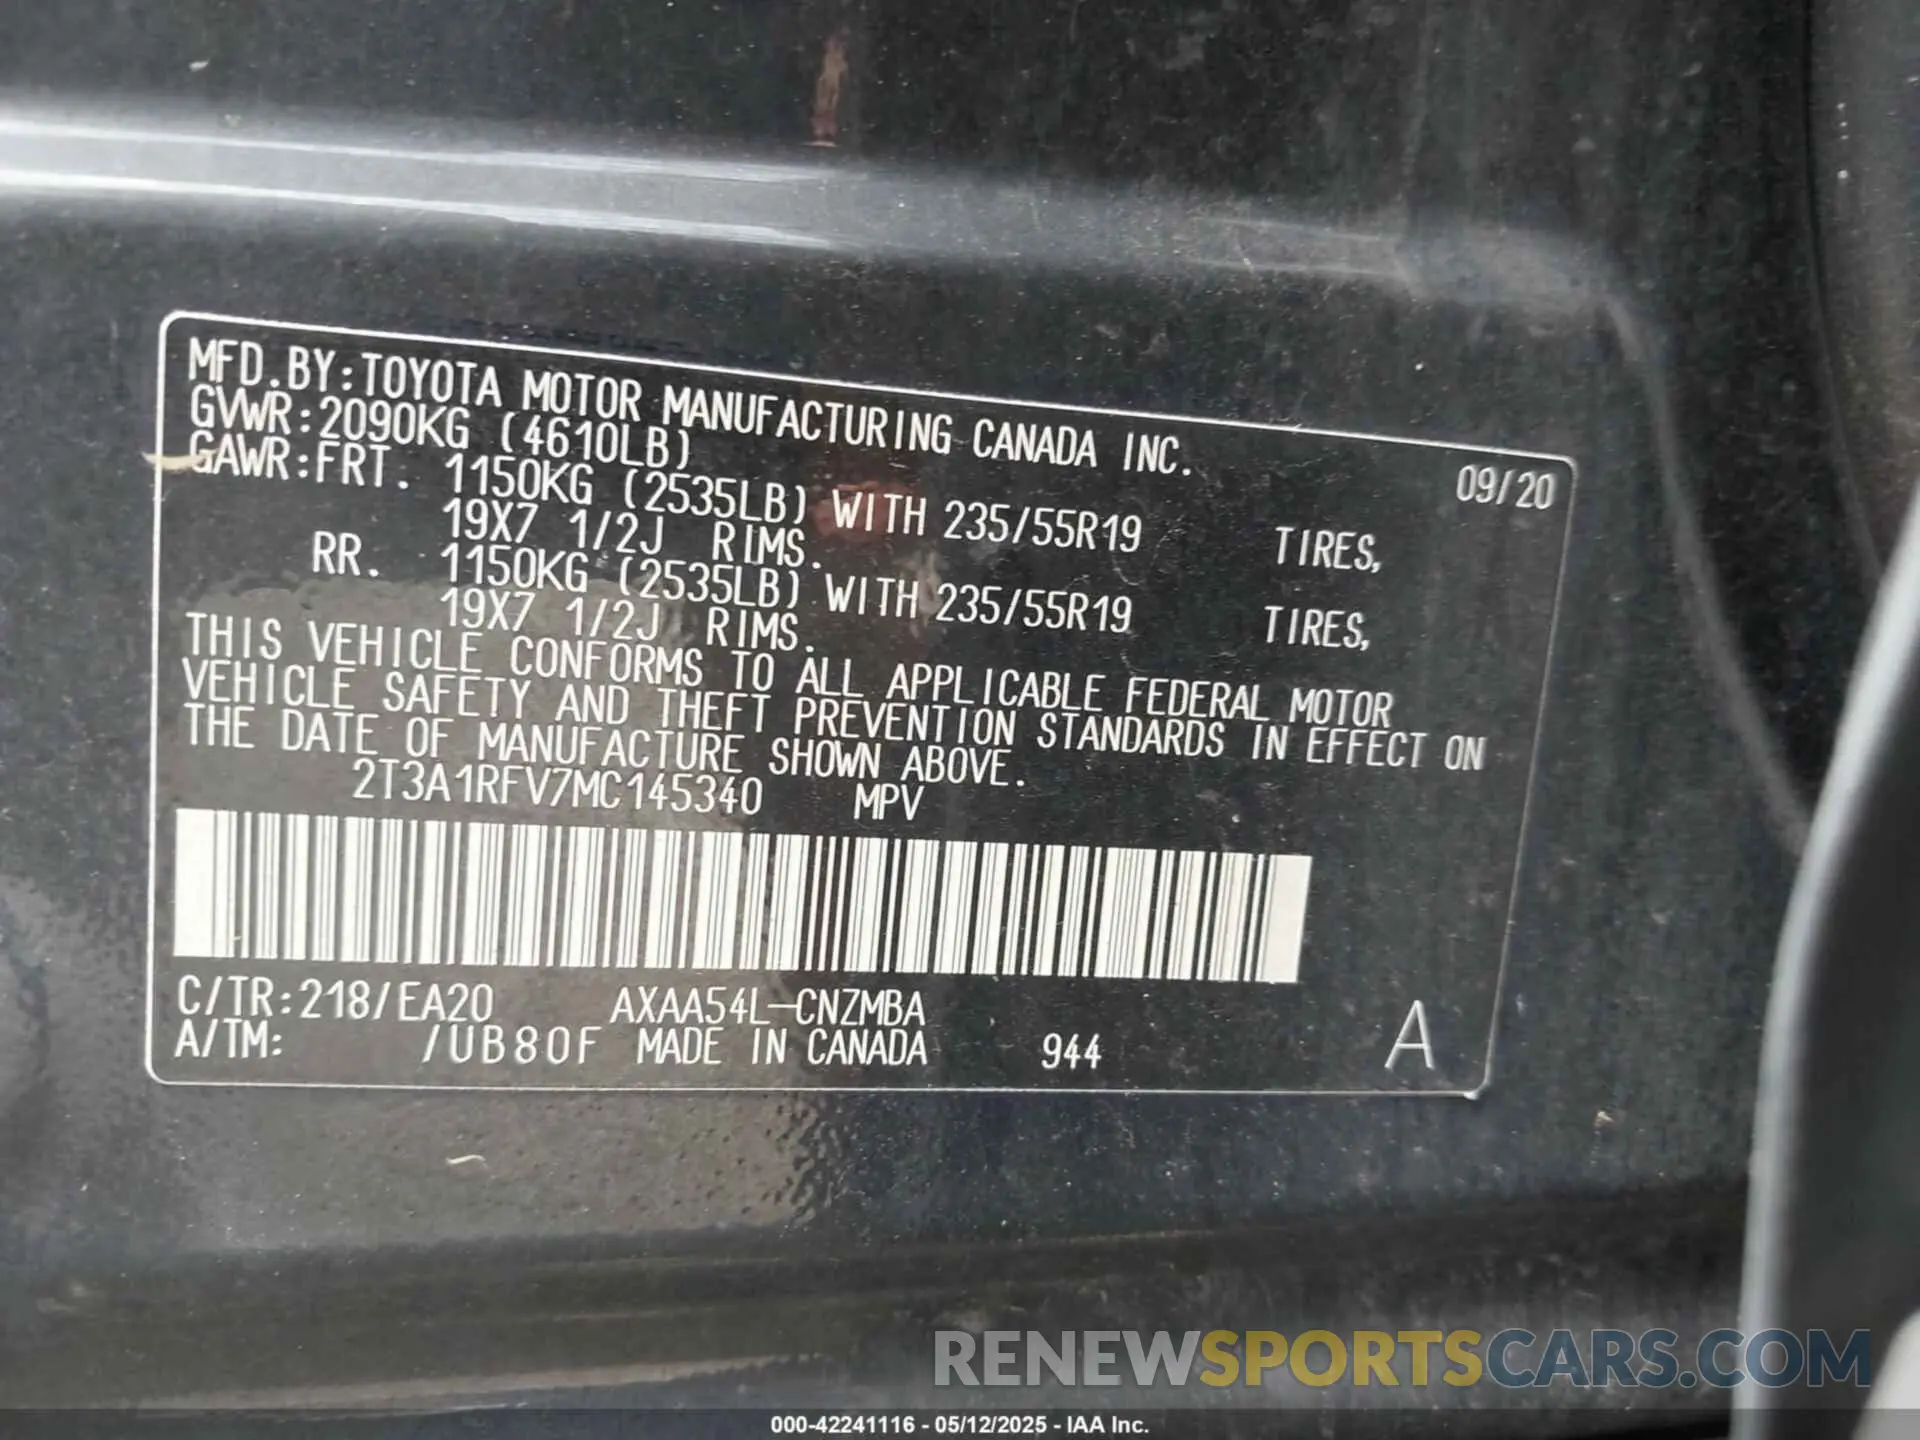 MFD.BY:TOYOTA MOTOR MANUFACTURING CANADA INC.
GVWR:2090KG (4610LB) 09/20
GAWR:FRT. 1150KG (2535LB) WITH 235/55R19 TIRES,
19X7 1/2J RIMS.
RR. 1150KG (2535LB) WITH 235/55R19 TIRES,
19X7 1/2J RIMS.
THIS VEHICLE CONFORMS TO ALL APPLICABLE FEDERAL MOTOR
VEHICLE SAFETY AND THEFT PREVENTION STANDARDS IN EFFECT ON
THE DATE OF MANUFACTURE SHOWN ABOVE.
2T3A1RFV7MC145340 MPV
C/TR:218/EA20 AXAA54L-CNZMBA
A/TM: /UB80F MADE IN CANADA 944 A
RENEWSPORTSCARS.COM
000-42241116 - 05/12/2025 - IAA Inc.